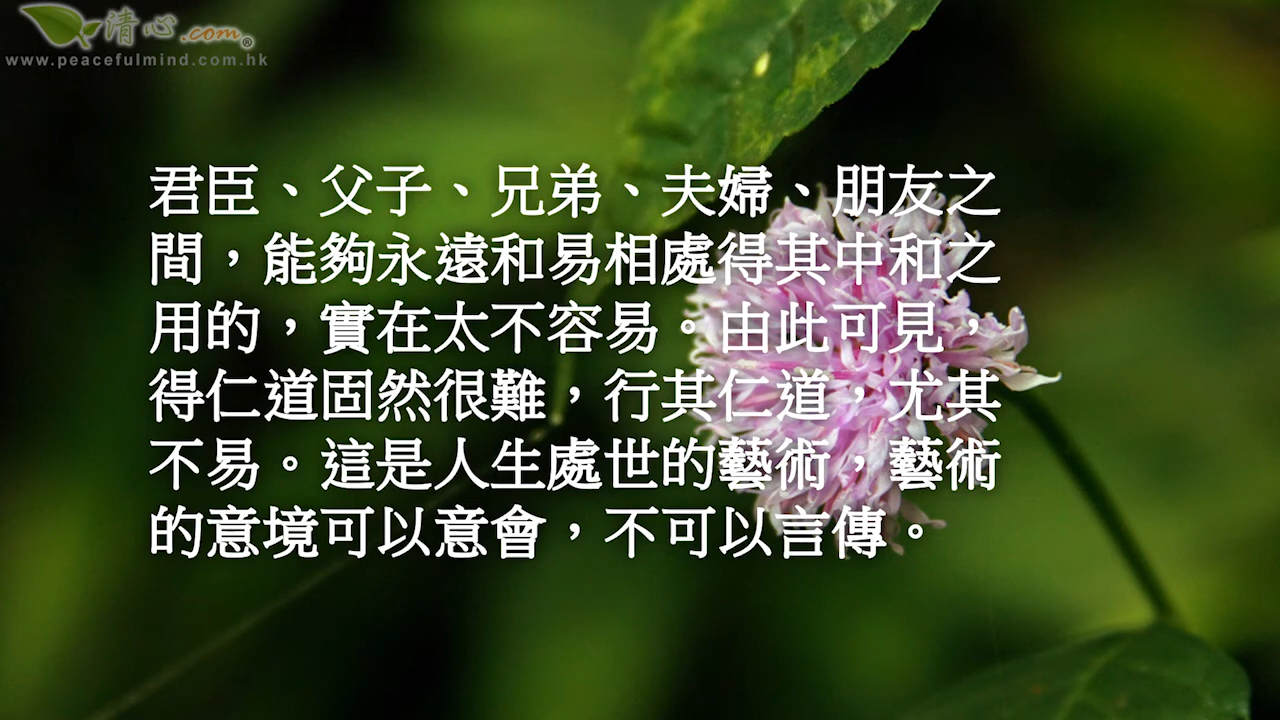 清心.com®
www.peacefulmind.com.hk
君臣、父子、兄弟、夫婦、朋友之
間，能夠永遠和易相處得其中和之
用的，實在太不容易。由此可見，
得仁道固然很難，行其仁道，尤其
不易。這是人生處世的藝術，藝術
的意境可以意會，不可以言傳。